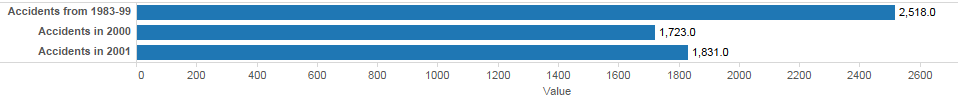 Accidents from 1983-99 2,518.0
Accidents in 2000 1,723.0
Accidents in 2001 1,831.0
0 200 400 600 800 1000 1200 1400 1600 1800 2000 2200 2400 2600
Value